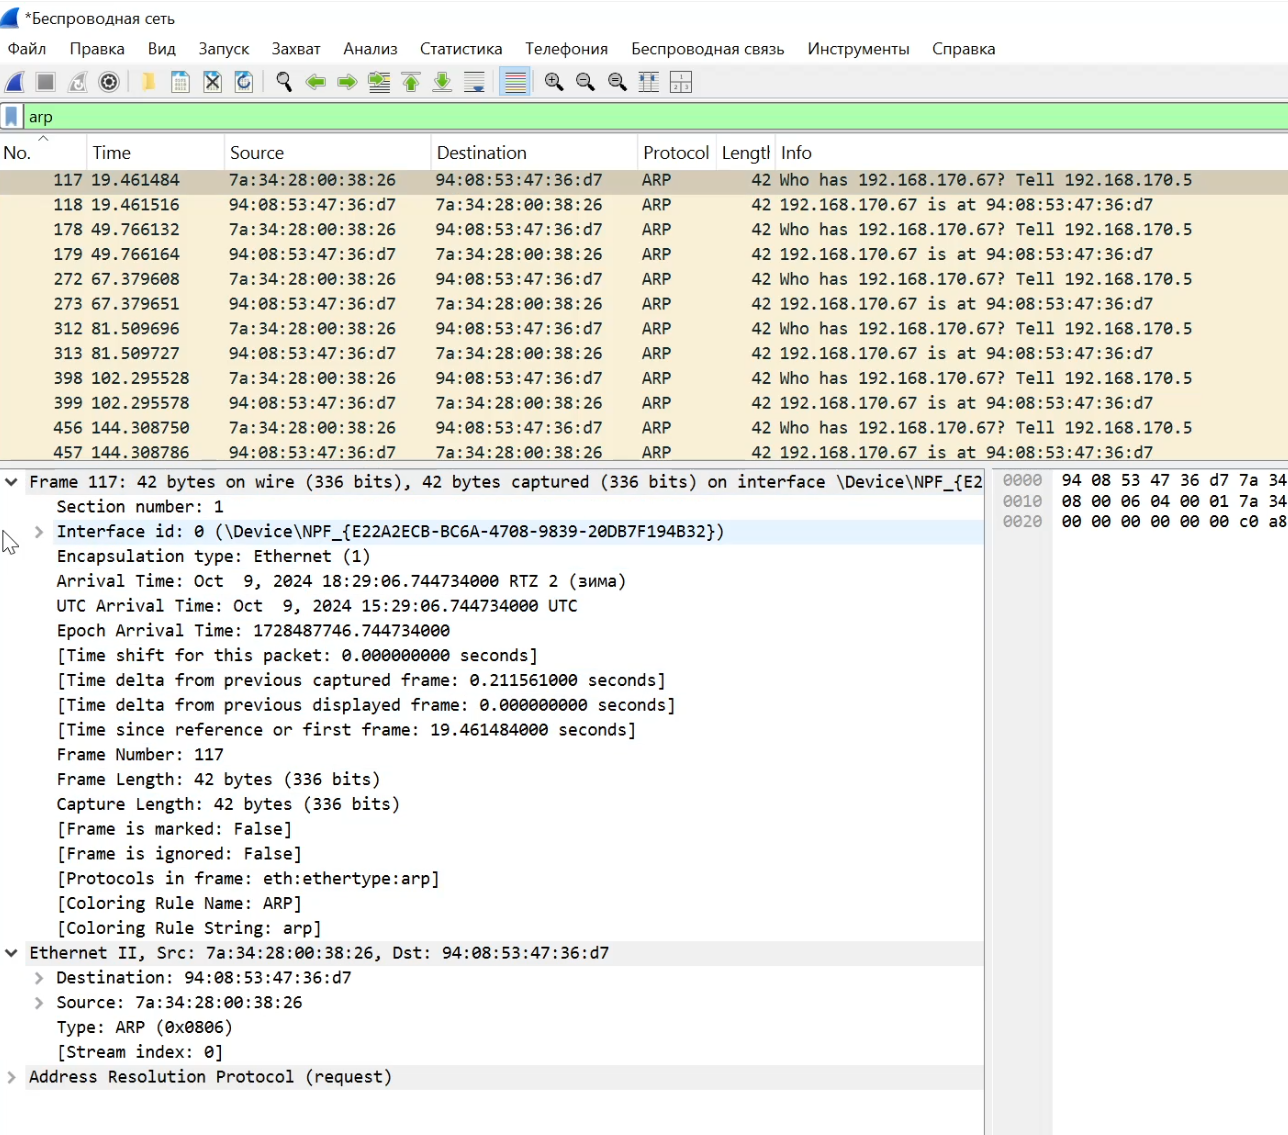 *Беспроводная сеть
Файл Правка Вид Запуск Захват Анализ Статистика Телефония Беспроводная связь Инструменты Справка
arp
No. Time Source Destination Protocol Lengtl Info
117 19.461484 7a:34:28:00:38:26 94:08:53:47:36:d7 ARP 42 Who has 192.168.170.67? Tell 192.168.170.5
118 19.461516 94:08:53:47:36:d7 7a:34:28:00:38:26 ARP 42 192.168.170.67 is at 94:08:53:47:36:d7
178 49.766132 7a:34:28:00:38:26 94:08:53:47:36:d7 ARP 42 Who has 192.168.170.67? Tell 192.168.170.5
179 49.766164 94:08:53:47:36:d7 7a:34:28:00:38:26 ARP 42 192.168.170.67 is at 94:08:53:47:36:d7
272 67.379608 7a:34:28:00:38:26 94:08:53:47:36:d7 ARP 42 Who has 192.168.170.67? Tell 192.168.170.5
273 67.379651 94:08:53:47:36:d7 7a:34:28:00:38:26 ARP 42 192.168.170.67 is at 94:08:53:47:36:d7
312 81.509696 7a:34:28:00:38:26 94:08:53:47:36:d7 ARP 42 Who has 192.168.170.67? Tell 192.168.170.5
313 81.509727 94:08:53:47:36:d7 7a:34:28:00:38:26 ARP 42 192.168.170.67 is at 94:08:53:47:36:d7
398 102.295528 7a:34:28:00:38:26 94:08:53:47:36:d7 ARP 42 Who has 192.168.170.67? Tell 192.168.170.5
399 102.295578 94:08:53:47:36:d7 7a:34:28:00:38:26 ARP 42 192.168.170.67 is at 94:08:53:47:36:d7
456 144.308750 7a:34:28:00:38:26 94:08:53:47:36:d7 ARP 42 Who has 192.168.170.67? Tell 192.168.170.5
457 144.308786 94:08:53:47:36:d7 7a:34:28:00:38:26 ARP 42 192.168.170.67 is at 94:08:53:47:36:d7
Frame 117: 42 bytes on wire (336 bits), 42 bytes captured (336 bits) on interface \Device\NPF_{E2
Section number: 1
Interface id: 0 (\Device\NPF_{E22A2ECB-BC6A-4708-9839-20DB7F194B32})
Encapsulation type: Ethernet (1)
Arrival Time: Oct  9, 2024 18:29:06.744734000 RTZ 2 (зима)
UTC Arrival Time: Oct  9, 2024 15:29:06.744734000 UTC
Epoch Arrival Time: 1728487746.744734000
[Time shift for this packet: 0.000000000 seconds]
[Time delta from previous captured frame: 0.211561000 seconds]
[Time delta from previous displayed frame: 0.000000000 seconds]
[Time since reference or first frame: 19.461484000 seconds]
Frame Number: 117
Frame Length: 42 bytes (336 bits)
Capture Length: 42 bytes (336 bits)
[Frame is marked: False]
[Frame is ignored: False]
[Protocols in frame: eth:ethertype:arp]
[Coloring Rule Name: ARP]
[Coloring Rule String: arp]
Ethernet II, Src: 7a:34:28:00:38:26, Dst: 94:08:53:47:36:d7
Destination: 94:08:53:47:36:d7
Source: 7a:34:28:00:38:26
Type: ARP (0x0806)
[Stream index: 0]
Address Resolution Protocol (request)
0000 94 08 53 47 36 d7 7a 34
0010 08 00 06 04 00 01 7a 34
0020 00 00 00 00 00 00 c0 a8